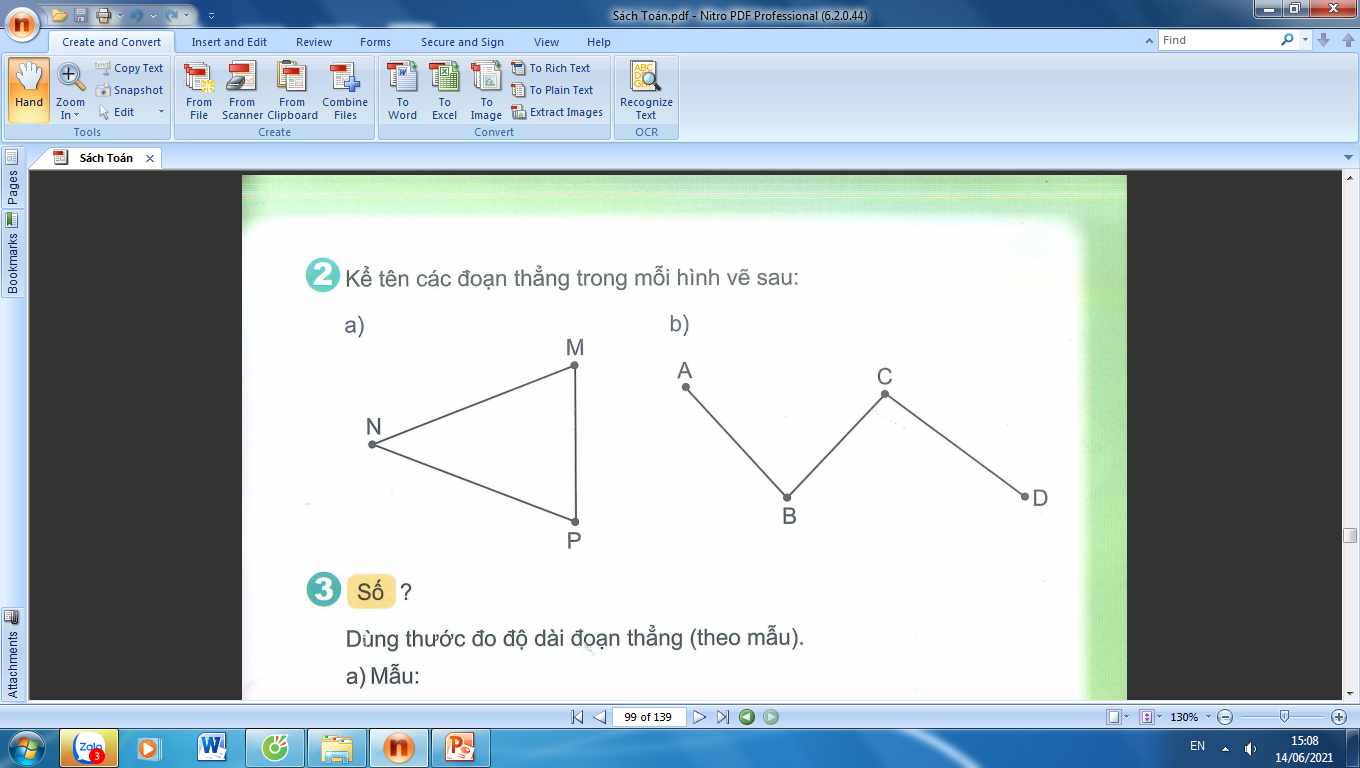 Sách Toán.pdf - Nitro PDF Professional (6.2.0.44)
Create and Convert
Insert and Edit
Review
Forms
Secure and Sign
View
Help
Find
Hand
Zoom In
Copy Text
Snapshot
Edit
Tools
From File
From Scanner
From Clipboard
Combine Files
Create
To Word
To Excel
To Image
To Rich Text
To Plain Text
Extract Images
Convert
ABC
Recognize Text
OCR
Sách Toán
Pages
Bookmarks
Attachments
2 Kể tên các đoạn thẳng trong mỗi hình vẽ sau:
a)
b)
M
N
P
A
C
B
D
3 Số ?
Dùng thước đo độ dài đoạn thẳng (theo mẫu).
a) Mẫu:
99 of 139
130%
Zalo
3
EN
15:08
14/06/2021